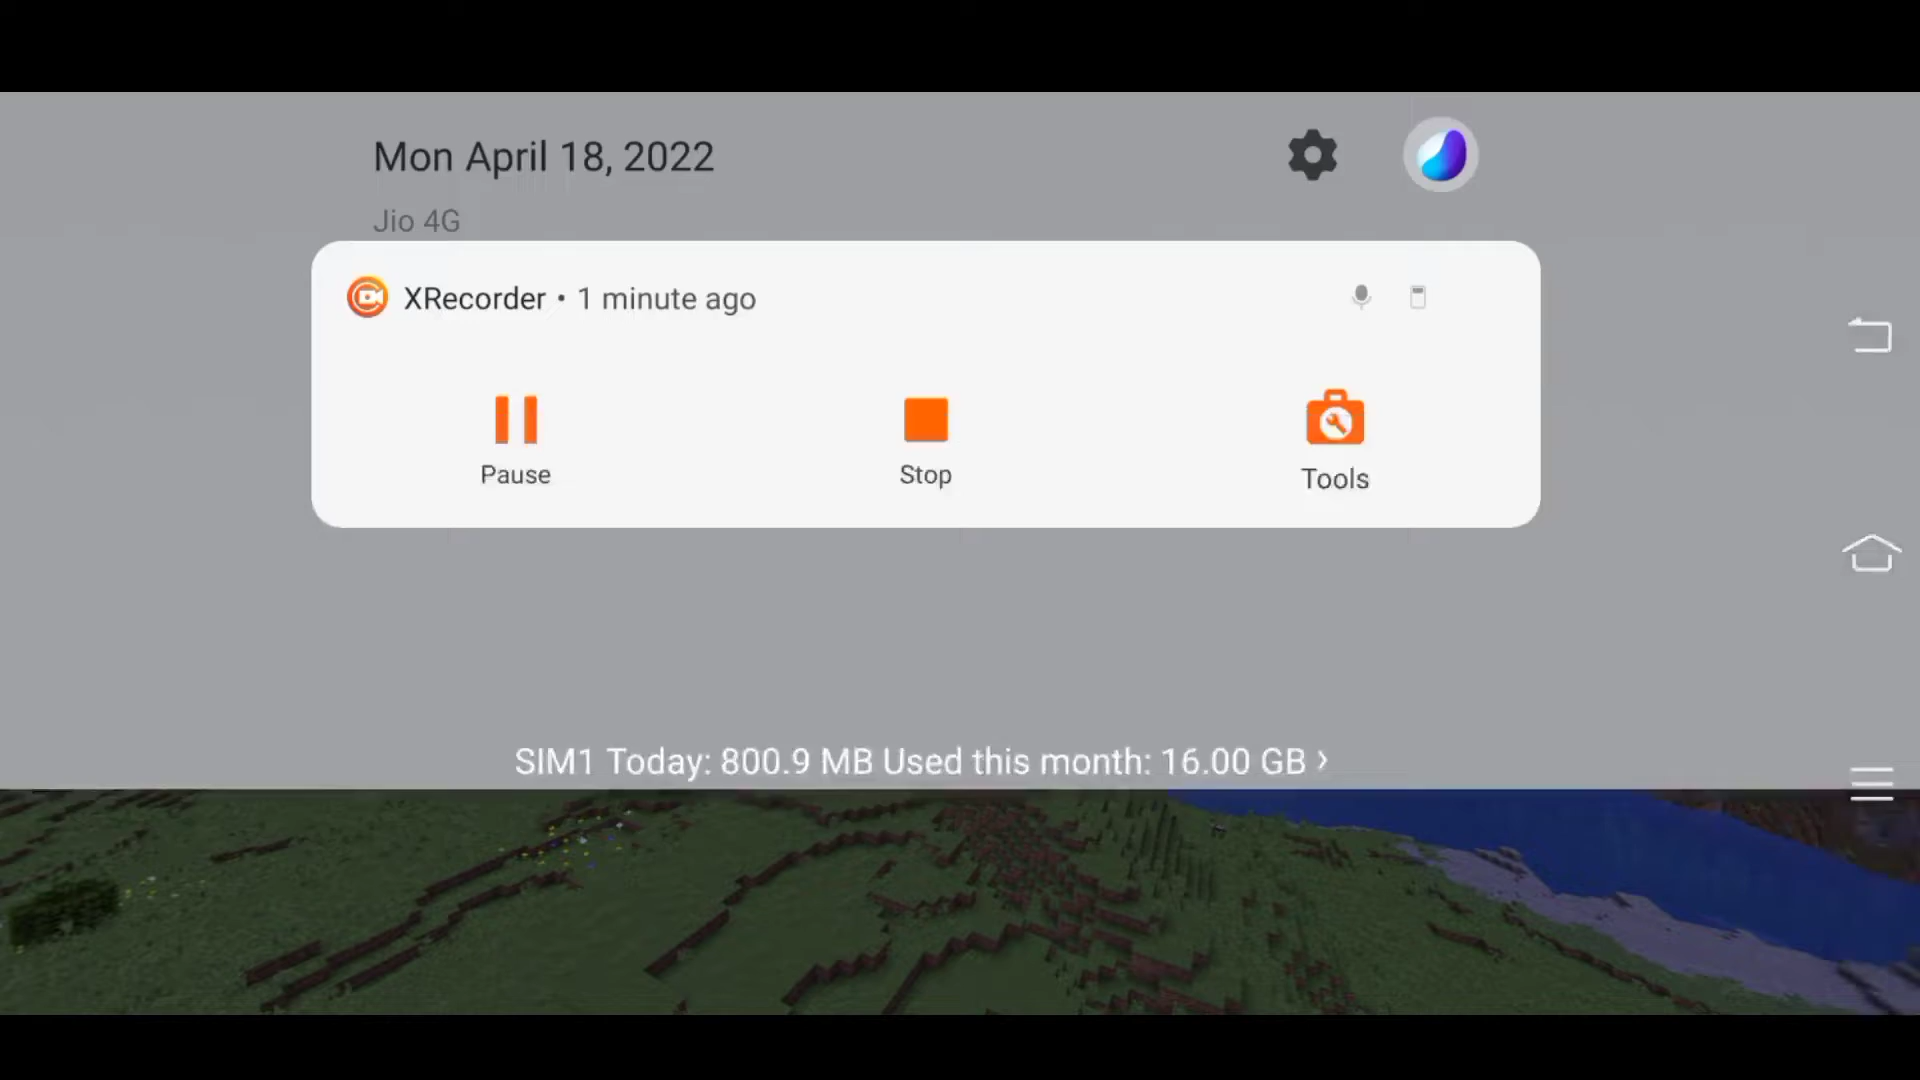 Mon April 18, 2022
Jio 4G
XRecorder • 1 minute ago
Pause
Stop
Tools
SIM1 Today: 800.9 MB Used this month: 16.00 GB ›